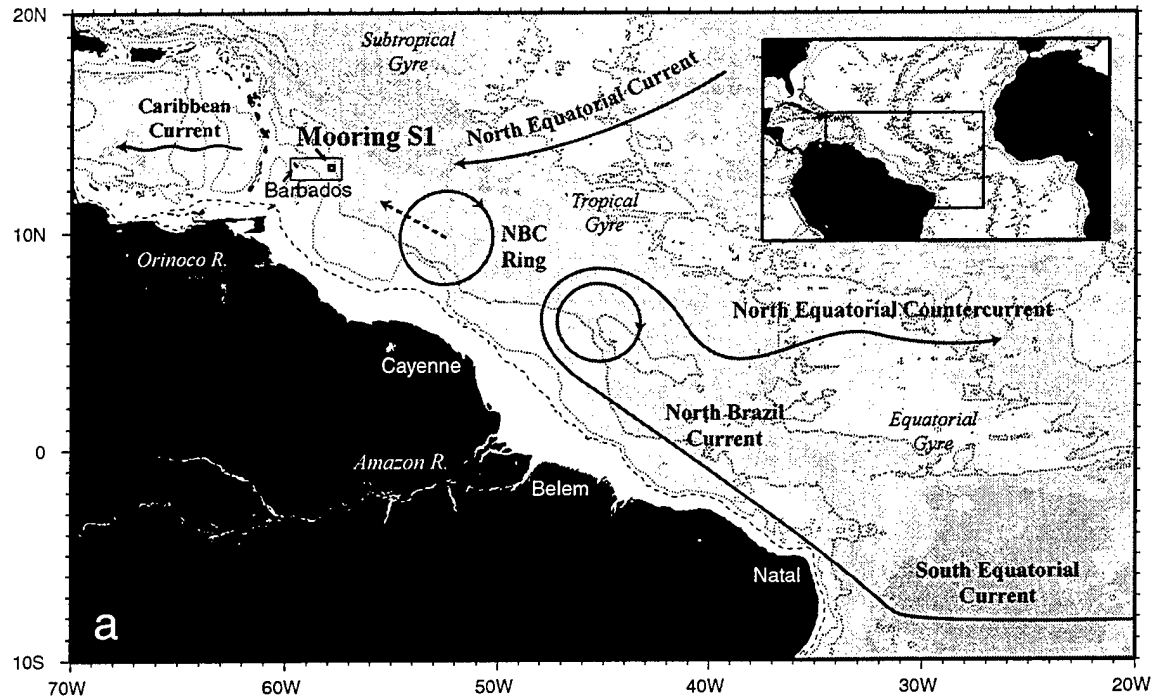 20N
Subtropical
Gyre
Caribbean
Current
North Equatorial Current
Mooring S1
Barbados
Tropical
Gyre
NBC
Ring
10N
Orinoco R.
North Equatorial Countercurrent
Cayenne
North Brazil
Current
Equatorial
Gyre
0
Amazon R.
Belem
Natal
South Equatorial
Current
a
10S
70W
60W
50W
40W
30W
20W